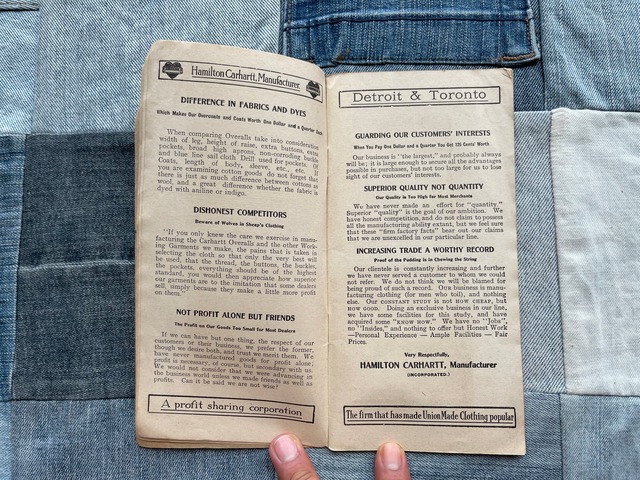 Hamilton Carhartt, Manufacturer.
DIFFERENCE IN FABRICS AND DYES
Which Makes Our Overcoats and Coats Worth One Dollar and a Quarter Each
When comparing Overalls take into consideration
width of leg, height of raise, extra buttons, extra
pockets, broad high aprons, non-corroding buckles
and blue line sail cloth Drill used for pockets. Of
Coats, length of body, sleeve, etc., etc. If
you are examining cotton goods do not forget that
there is just as much difference between cottons as
wool, and a great difference whether the fabric is
dyed with aniline or indigo.
DISHONEST COMPETITORS
Beware of Wolves in Sheep's Clothing
"If you only knew the care we exercise in manu-
facturing the Carhartt Overalls and the other Work-
ing Garments we make, the pains that is taken in
selecting the cloth so that only the very best will
be used, that the thread, the buttons, the buckles,
the pockets, everything should be of the highest
standard, you would then appreciate how superior
our garments are to the imitation that some dealers
sell, simply because they make a little more profit
on them."
NOT PROFIT ALONE BUT FRIENDS
The Profit on Our Goods Too Small for Most Dealers
If we can have but one thing, the respect of our
customers or their business, we prefer the former,
though we desire both, and trust we merit them. We
have never manufactured goods for profit alone;
profit is necessary, of course, but secondary with us.
We would not consider that we were advancing in
the business world unless we made friends as well as
profits. Can it be said we are not wise?
A profit sharing corporation
Detroit & Toronto
GUARDING OUR CUSTOMERS' INTERESTS
When You Pay One Dollar and a Quarter You Get 125 Cents' Worth
Our business is "the largest," and probably always
will be; it is large enough to secure all the advantages
possible in purchases, but not too large for us to lose
sight of our customers' interests.
SUPERIOR QUALITY NOT QUANTITY
Our Quality is Too High for Most Merchants
We have never made an effort for "quantity."
Superior "quality" is the goal of our ambition. We
have honest competition, and do not claim to possess
all the manufacturing ability extant, but we feel sure
that these "firm factory facts" bear out our claims
that we are unexcelled in our particular line.
INCREASING TRADE A WORTHY RECORD
Proof of the Pudding is in Chewing the String
Our clientele is constantly increasing and further
we have never served a customer to whom we could
not refer. We do not think we will be blamed for
being proud of such a record. Our business is manu-
facturing clothing (for men who toil), and nothing
else. Our CONSTANT STUDY IS NOT HOW CHEAP, but
HOW GOOD. Doing an exclusive business in our line,
we have some facilities for this study, and have
acquired some "KNOW HOW." We have no "Jobs",
no "Insides," and nothing to offer but Honest Work
—Personal Experience — Ample Facilities — Fair
Prices.
Very Respectfully,
HAMILTON CARHARTT, Manufacturer
(INCORPORATED.)
The firm that has made Union Made Clothing popular